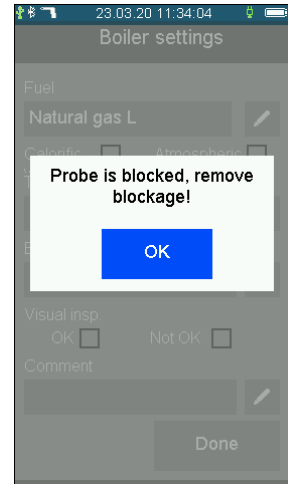 23.03.20 11:34:04
Boiler settings
Fuel
Natural gas L
Calorific
Atmospheric
Probe is blocked, remove
blockage!
OK
Visual insp.
OK
Not OK
Comment
Done